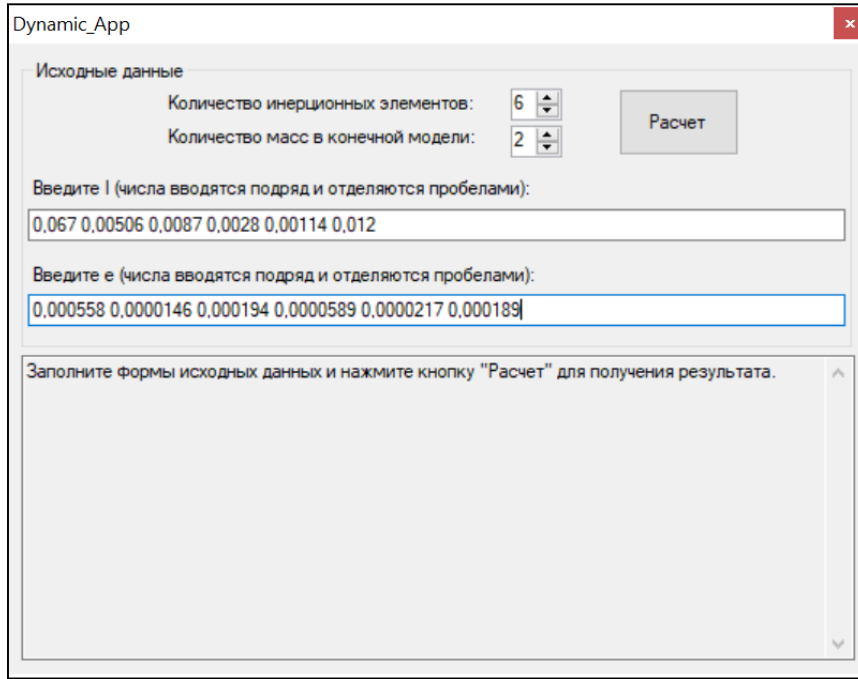 Dynamic_App
Исходные данные
Количество инерционных элементов: 6
Расчет
Количество масс в конечной модели: 2
Введите I (числа вводятся подряд и отделяются пробелами):
0,067 0,00506 0,0087 0,0028 0,00114 0,012
Введите e (числа вводятся подряд и отделяются пробелами):
0,000558 0,0000146 0,000194 0,0000589 0,0000217 0,000189
Заполните формы исходных данных и нажмите кнопку "Расчет" для получения результата.